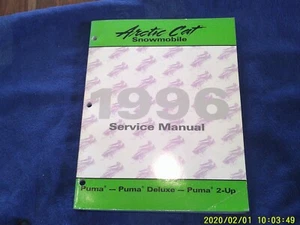 Arctic Cat
Snowmobile
1996
Service Manual
Puma® — Puma® Deluxe — Puma® 2-Up
2020/02/01 10:03:49